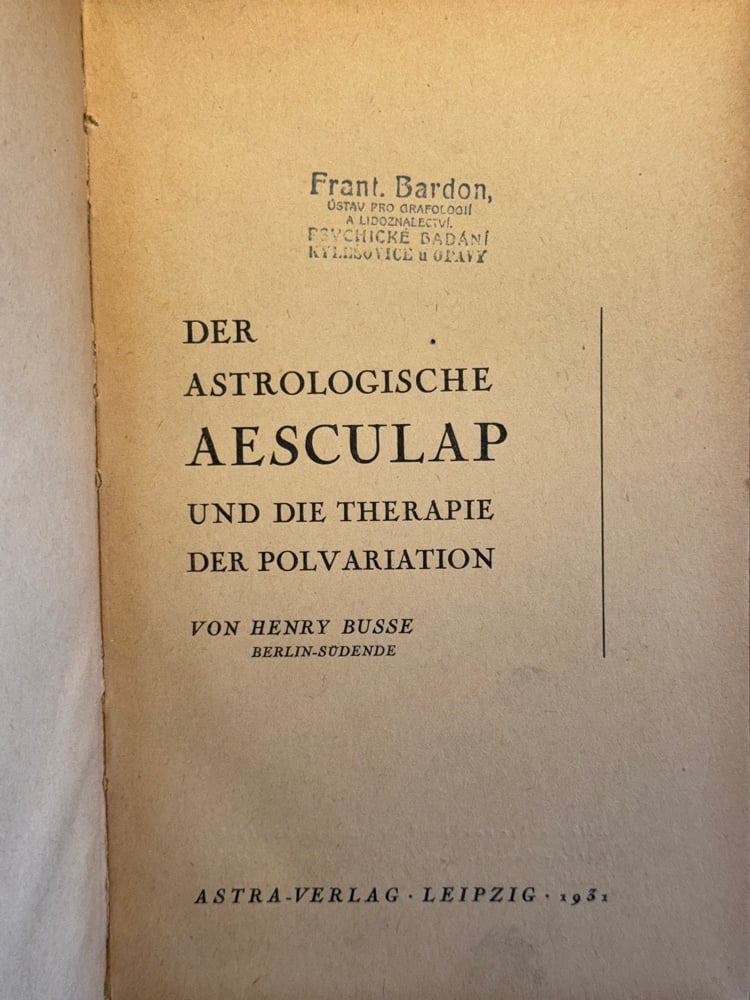 Frant. Bardon,
ÚSTAV PRO GRAFOLOGII
A LIDOZNALECTVÍ.
PSYCHICKÉ BADÁNÍ
KYLEŠOVICE u OPAVY
DER
ASTROLOGISCHE
AESCULAP
UND DIE THERAPIE
DER POLVARIATION
VON HENRY BUSSE
BERLIN-SÜDENDE
ASTRA-VERLAG · LEIPZIG · 1931